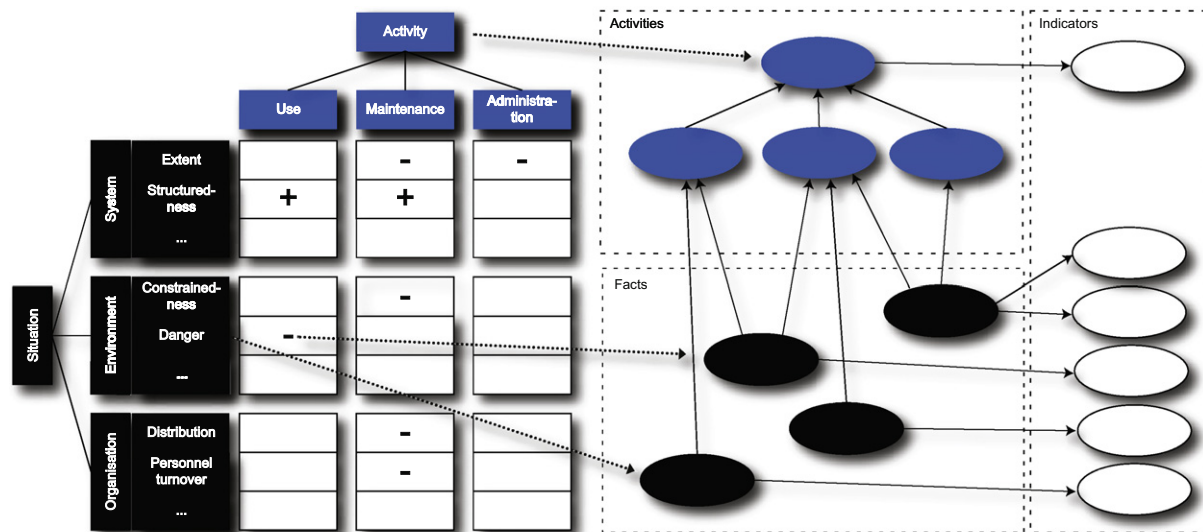 Activity
Use
Maintenance
Administra-
tion
Situation
System
Extent
- -
Structured-
ness
+ +
...
Environment
Constrained-
ness
-
Danger
-
...
Organisation
Distribution
-
Personnel
turnover
-
...
Activities
Indicators
Facts